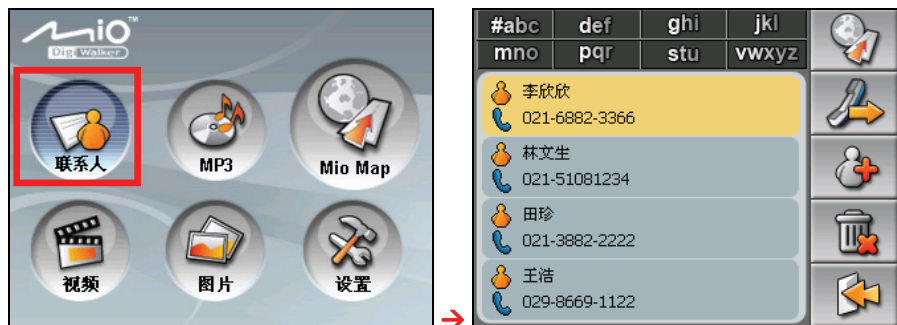 Mio™
DigiWalker
联系人
MP3
Mio Map
视频
图片
设置
→
#abc def ghi jkl
mno pqr stu vwxyz
李欣欣
021-6882-3366
林文生
021-51081234
田珍
021-3882-2222
王浩
029-8669-1122